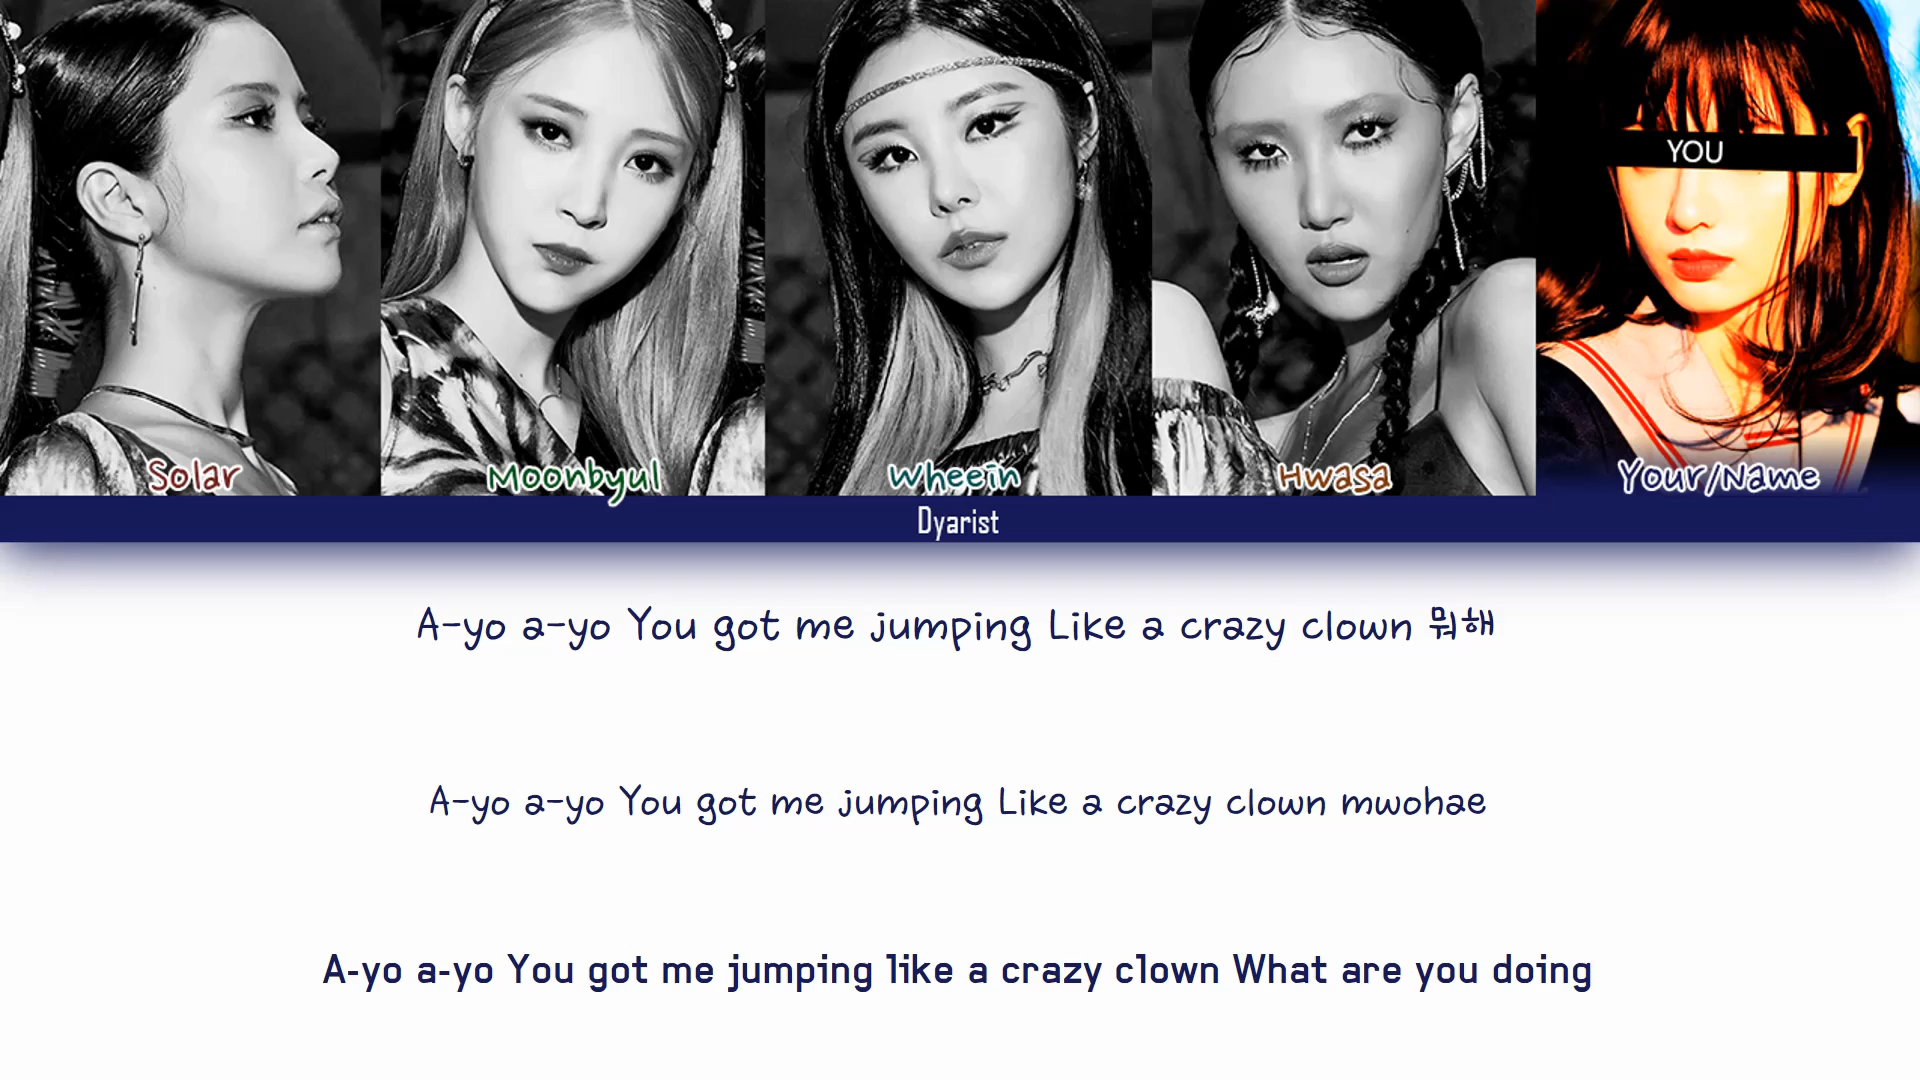 YOU
Solar
Moonbyul
Wheein
Hwasa
Your/Name
Dyarist
A-yo a-yo You got me jumping Like a crazy clown 뭐해
A-yo a-yo You got me jumping Like a crazy clown mwohae
A-yo a-yo You got me jumping like a crazy clown What are you doing